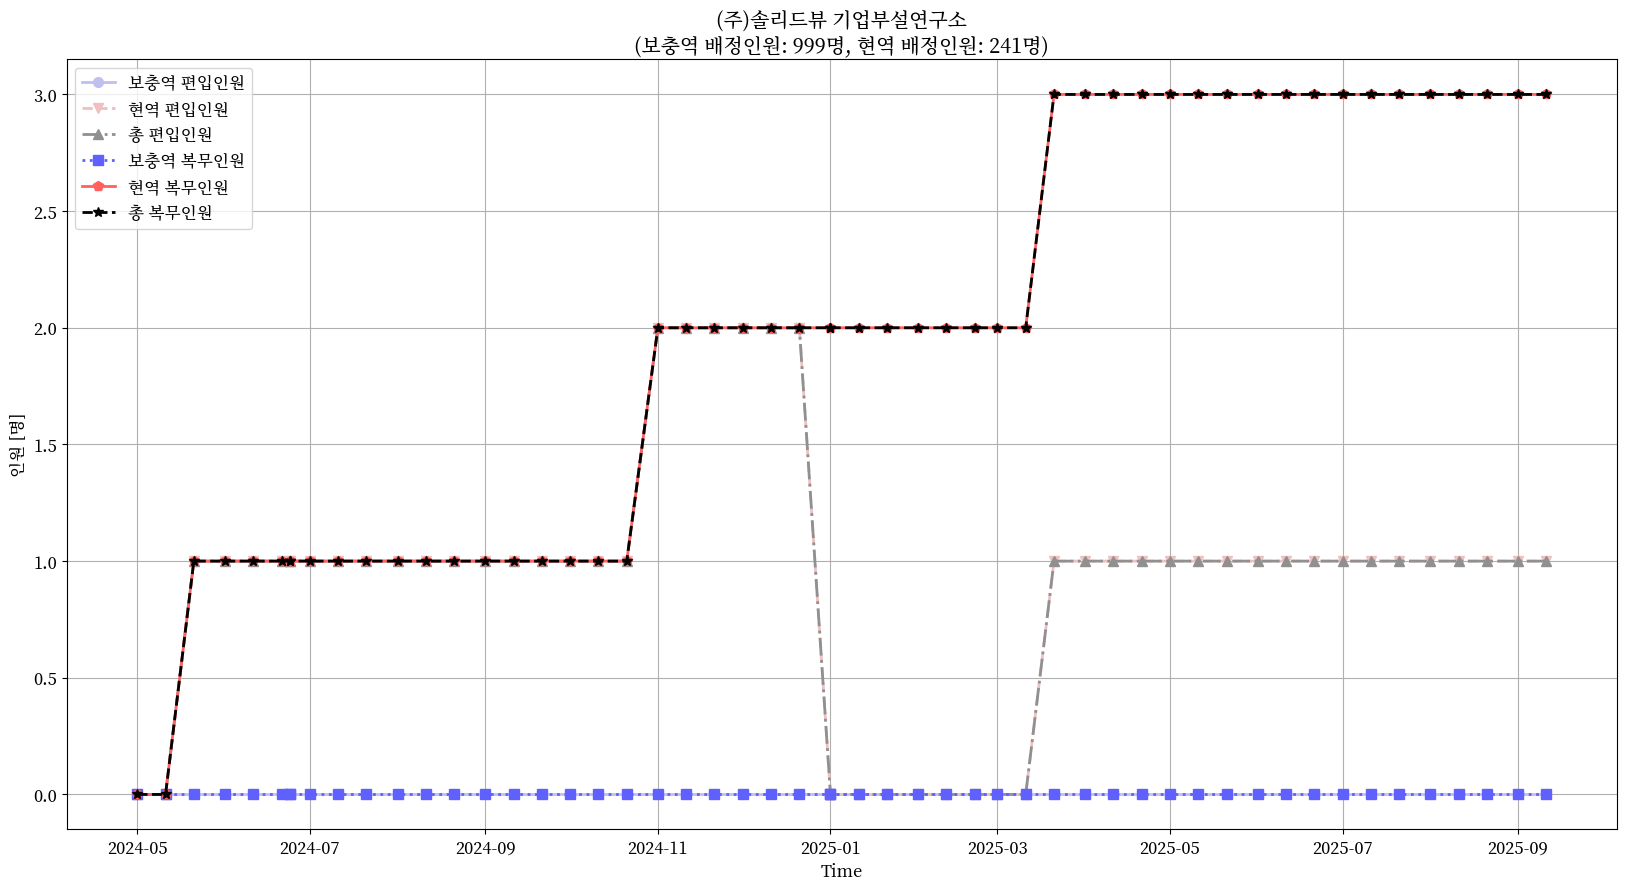 (주)솔리드뷰 기업부설연구소
(보충역 배정인원: 999명, 현역 배정인원: 241명)
보충역 편입인원
현역 편입인원
총 편입인원
보충역 복무인원
현역 복무인원
총 복무인원
3.0
2.5
2.0
1.5
1.0
0.5
0.0
인원 [명]
2024-05
2024-07
2024-09
2024-11
2025-01
2025-03
2025-05
2025-07
2025-09
Time